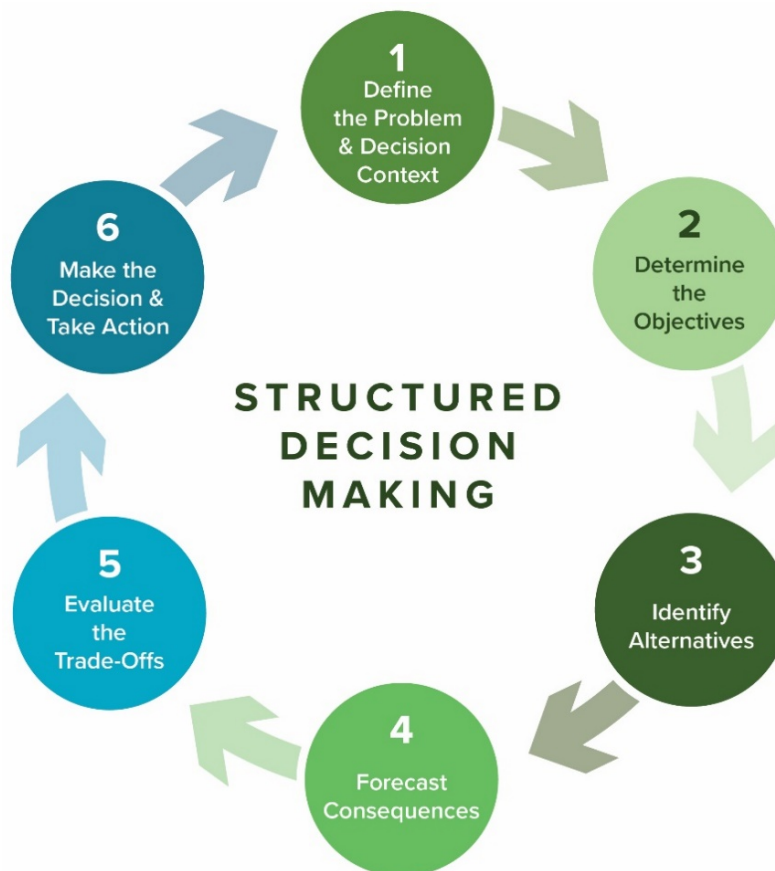 1
Define
the Problem
& Decision
Context
2
Determine
the
Objectives
3
Identify
Alternatives
4
Forecast
Consequences
5
Evaluate
the
Trade-Offs
6
Make the
Decision &
Take Action
STRUCTURED
DECISION
MAKING